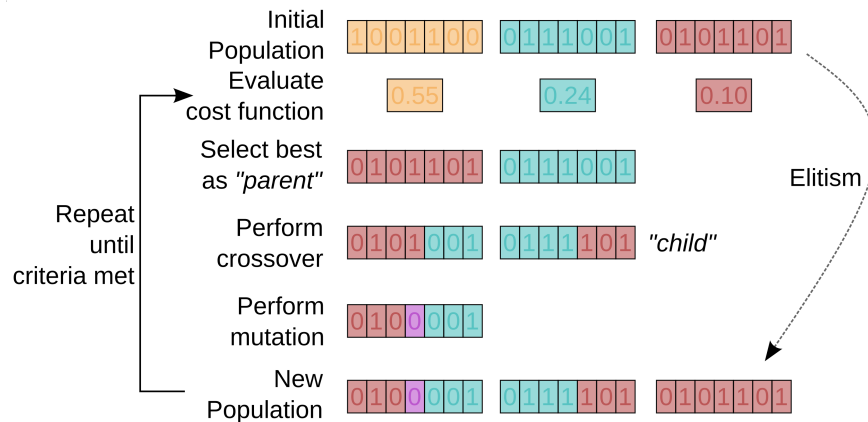 Initial
Population
1001100 0111001 0101101
Evaluate
cost function
0.55 0.24 0.10
Select best
as "parent"
0101101 0111001
Elitism
Repeat
until
criteria met
Perform
crossover
0101001 0111101 "child"
Perform
mutation
0100001
New
Population
0100001 0111101 0101101